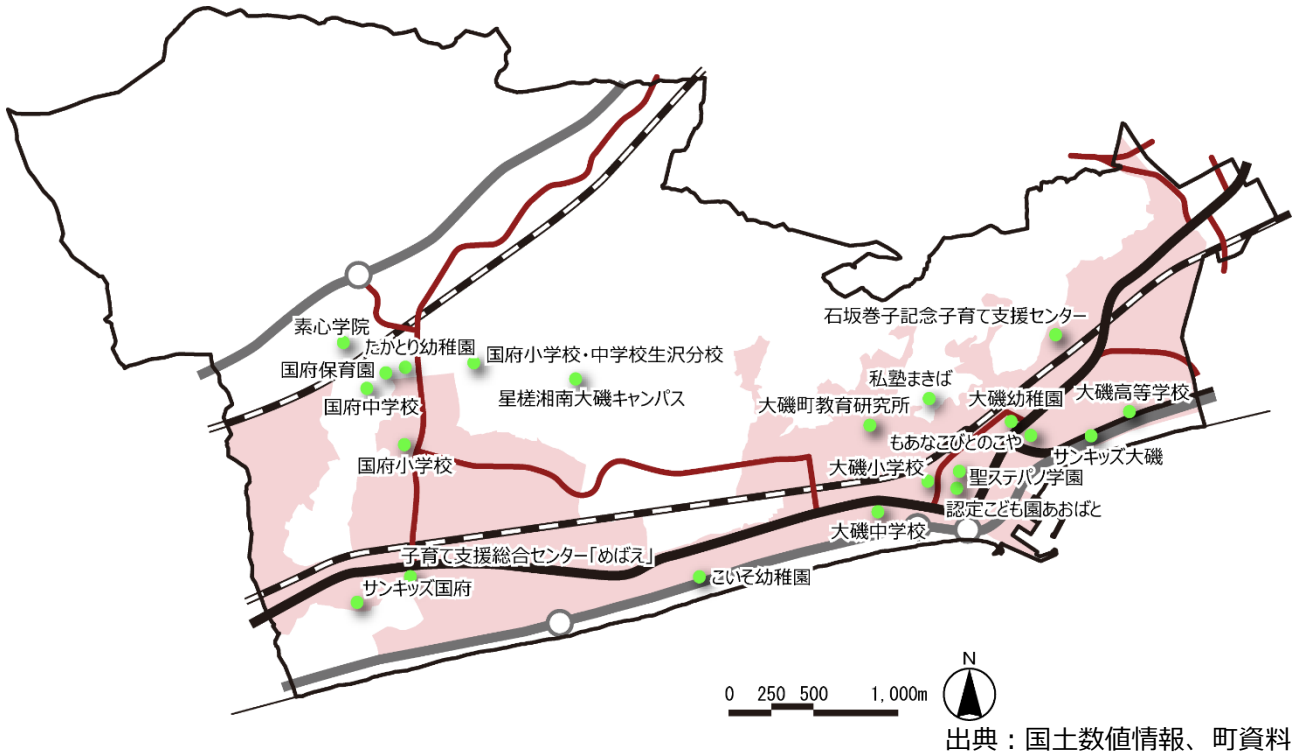 石坂巻子記念子育て支援センター
素心学院
たかとり幼稚園
国府小学校・中学校生沢分校
国府保育園
星槎湘南大磯キャンパス
国府中学校
私塾まきば
大磯幼稚園
大磯高等学校
大磯町教育研究所
もあなこびとのこや
サンキッズ大磯
国府小学校
大磯小学校
聖ステパノ学園
認定こども園あおばと
大磯中学校
子育て支援総合センター「めばえ」
サンキッズ国府
こいそ幼稚園
N
0 250 500 1,000m
出典：国土数値情報、町資料